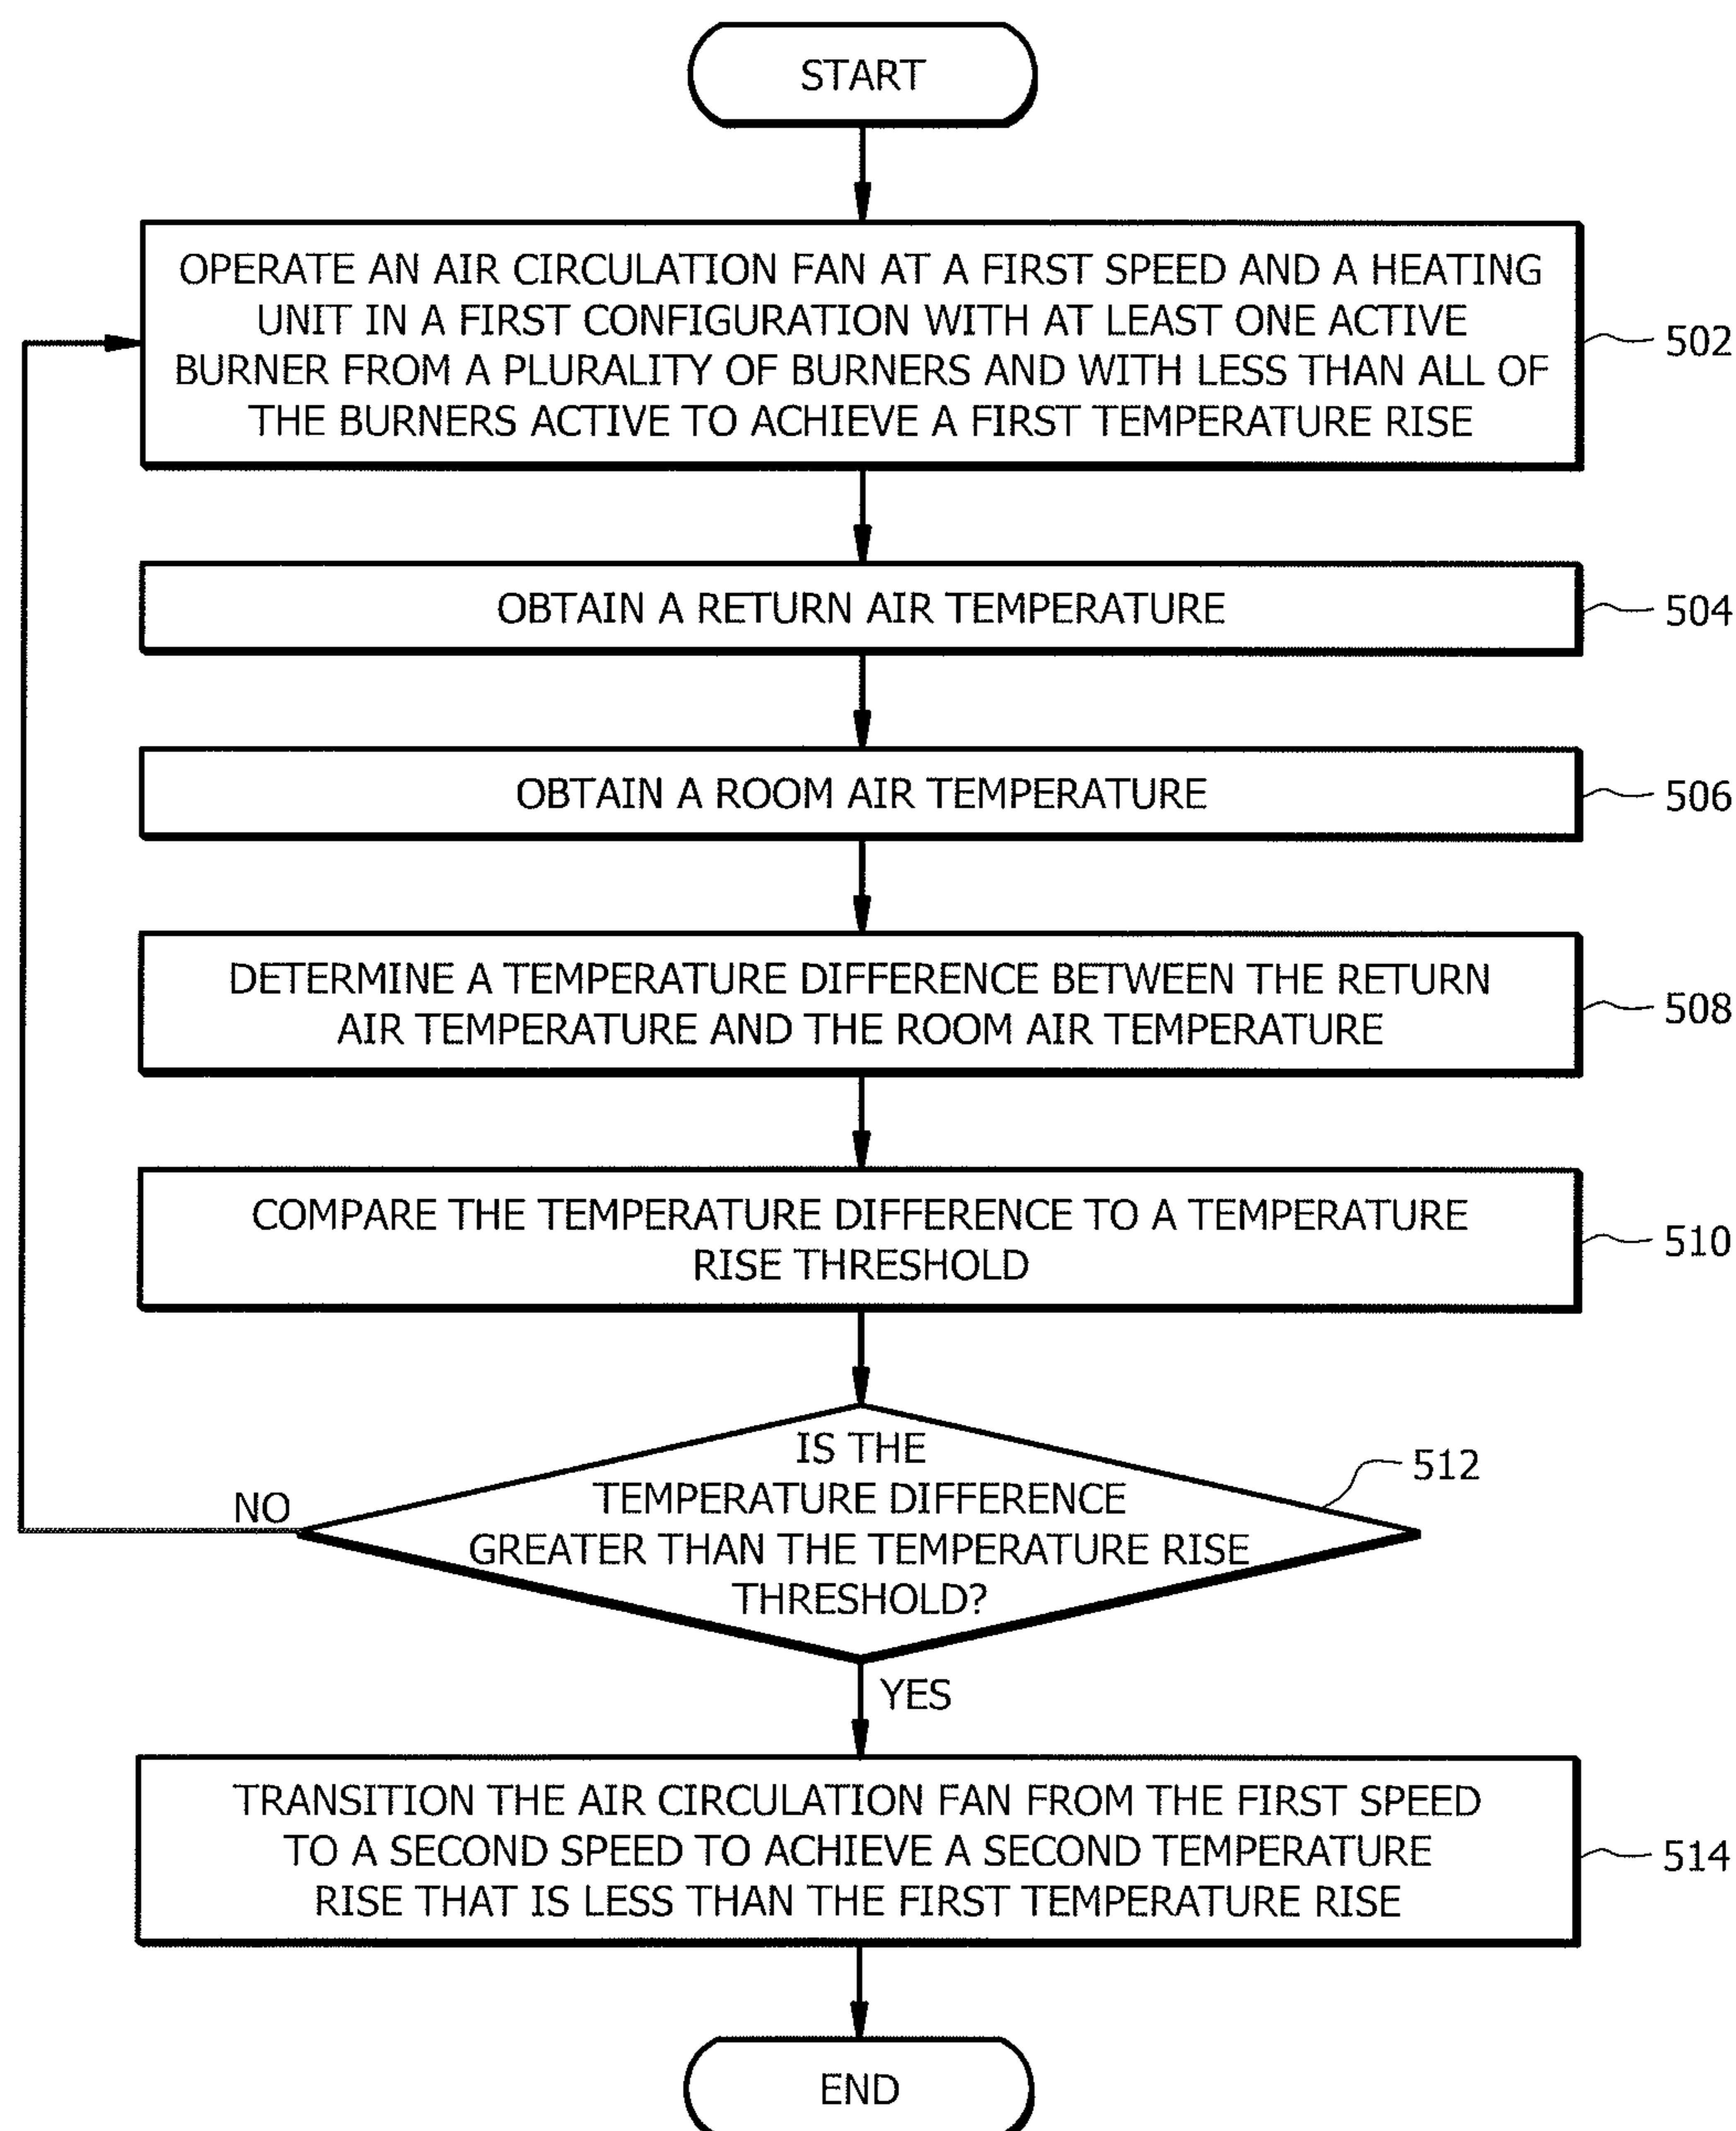 START
OPERATE AN AIR CIRCULATION FAN AT A FIRST SPEED AND A HEATING
UNIT IN A FIRST CONFIGURATION WITH AT LEAST ONE ACTIVE
BURNER FROM A PLURALITY OF BURNERS AND WITH LESS THAN ALL OF
THE BURNERS ACTIVE TO ACHIEVE A FIRST TEMPERATURE RISE
502
OBTAIN A RETURN AIR TEMPERATURE
504
OBTAIN A ROOM AIR TEMPERATURE
506
DETERMINE A TEMPERATURE DIFFERENCE BETWEEN THE RETURN
AIR TEMPERATURE AND THE ROOM AIR TEMPERATURE
508
COMPARE THE TEMPERATURE DIFFERENCE TO A TEMPERATURE
RISE THRESHOLD
510
IS THE
TEMPERATURE DIFFERENCE
GREATER THAN THE TEMPERATURE RISE
THRESHOLD?
512
NO
YES
TRANSITION THE AIR CIRCULATION FAN FROM THE FIRST SPEED
TO A SECOND SPEED TO ACHIEVE A SECOND TEMPERATURE
RISE THAT IS LESS THAN THE FIRST TEMPERATURE RISE
514
END